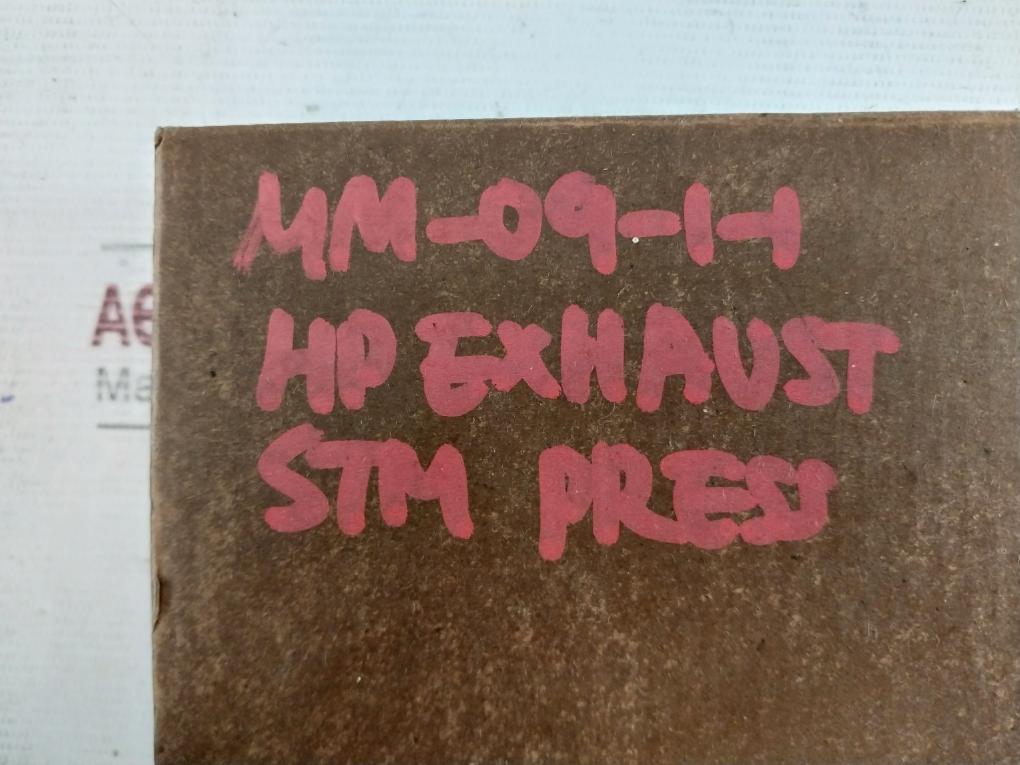 MM-09-1-1
HP EXHAUST
STM PRESS